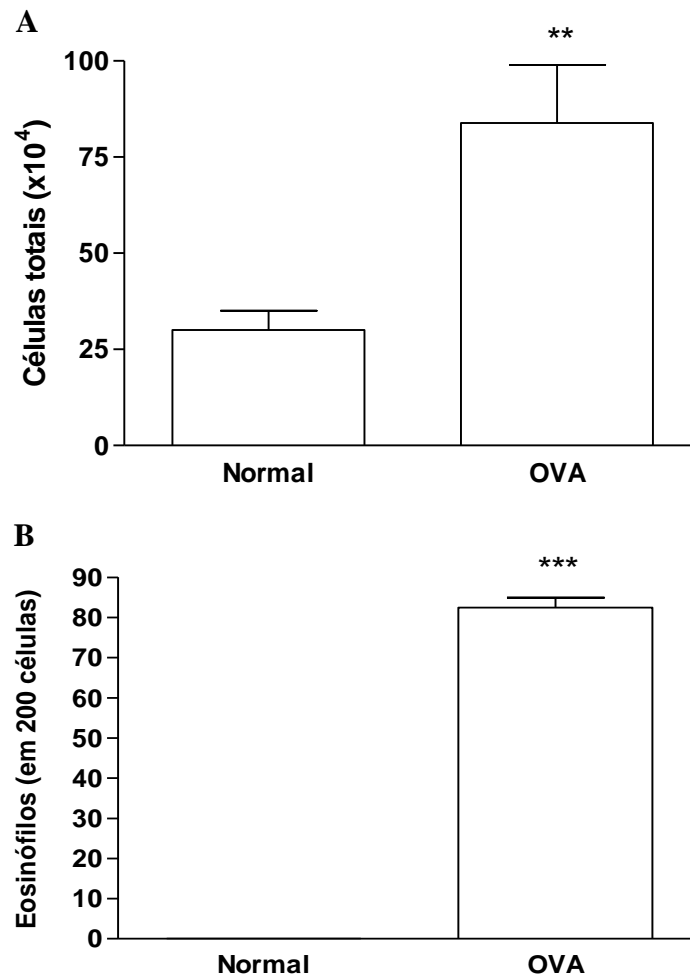 A
**
Células totais (x10⁴)
100
75
50
25
0
Normal OVA
B
***
Eosinófilos (em 200 células)
90
80
70
60
50
40
30
20
10
0
Normal OVA